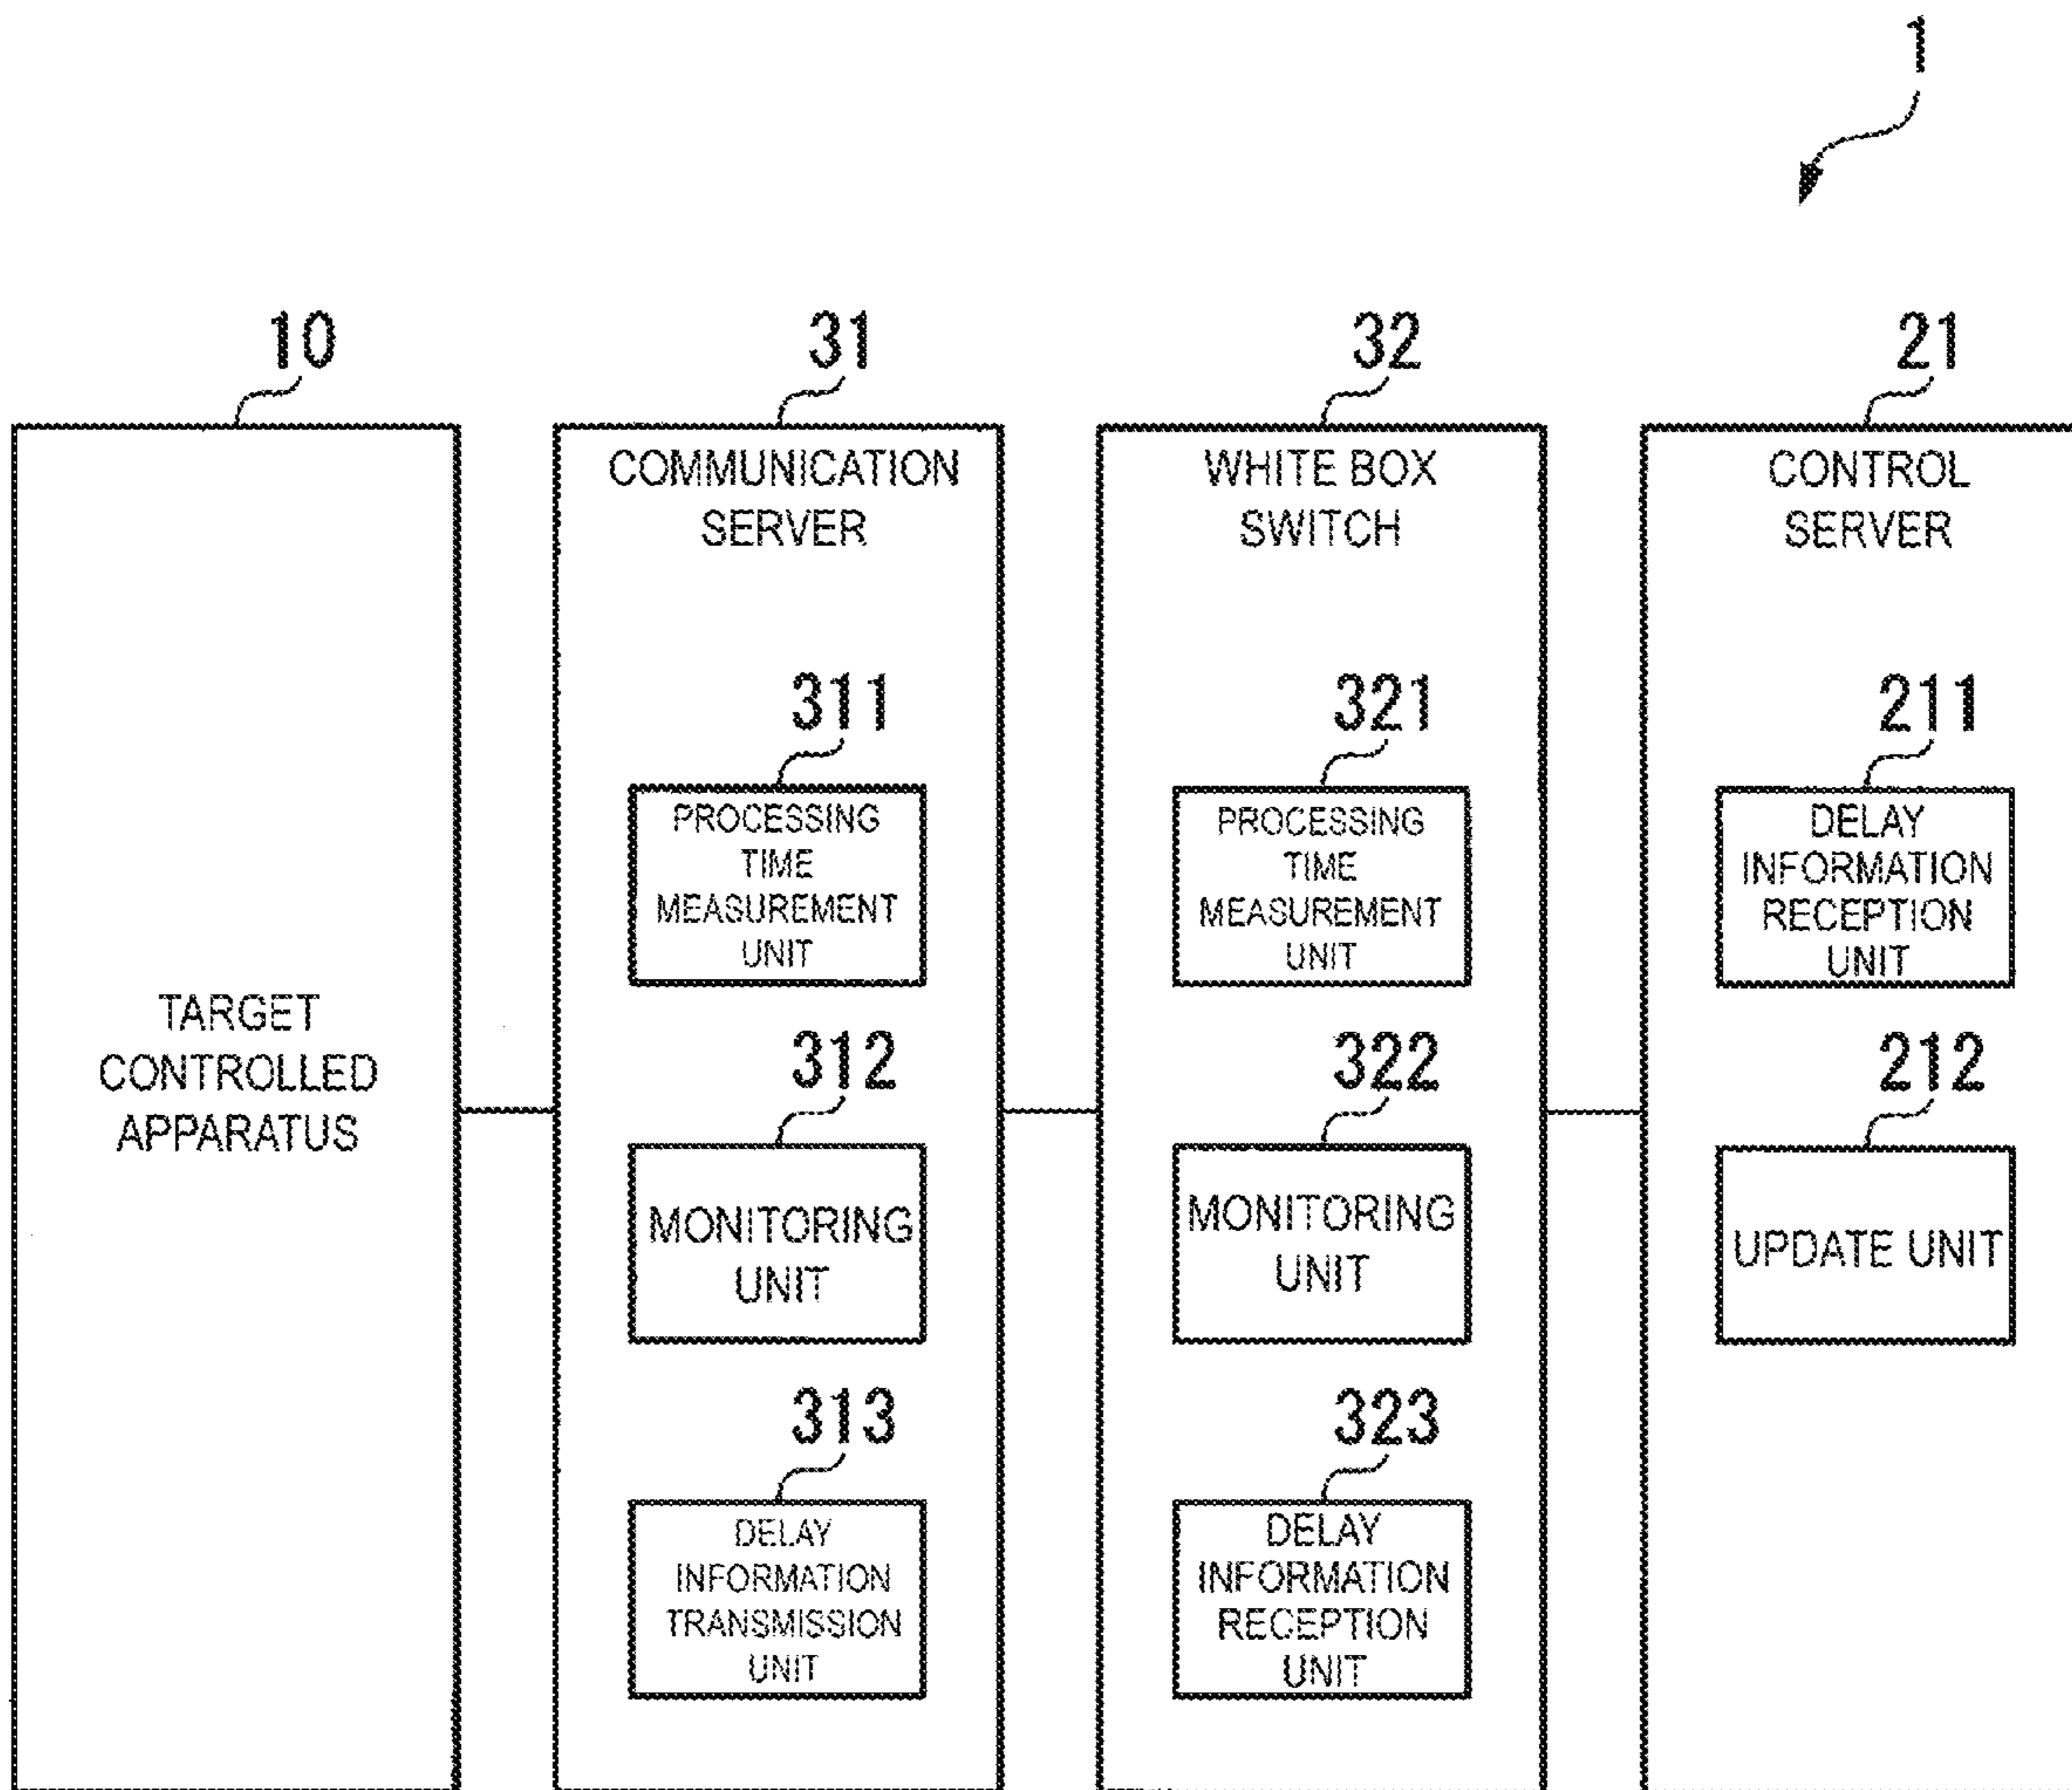 1
10
31
32
21
COMMUNICATION
SERVER
WHITE BOX
SWITCH
CONTROL
SERVER
311
321
211
PROCESSING
TIME
MEASUREMENT
UNIT
PROCESSING
TIME
MEASUREMENT
UNIT
DELAY
INFORMATION
RECEPTION
UNIT
TARGET
CONTROLLED
APPARATUS
312
322
212
MONITORING
UNIT
MONITORING
UNIT
UPDATE UNIT
313
323
DELAY
INFORMATION
TRANSMISSION
UNIT
DELAY
INFORMATION
RECEPTION
UNIT